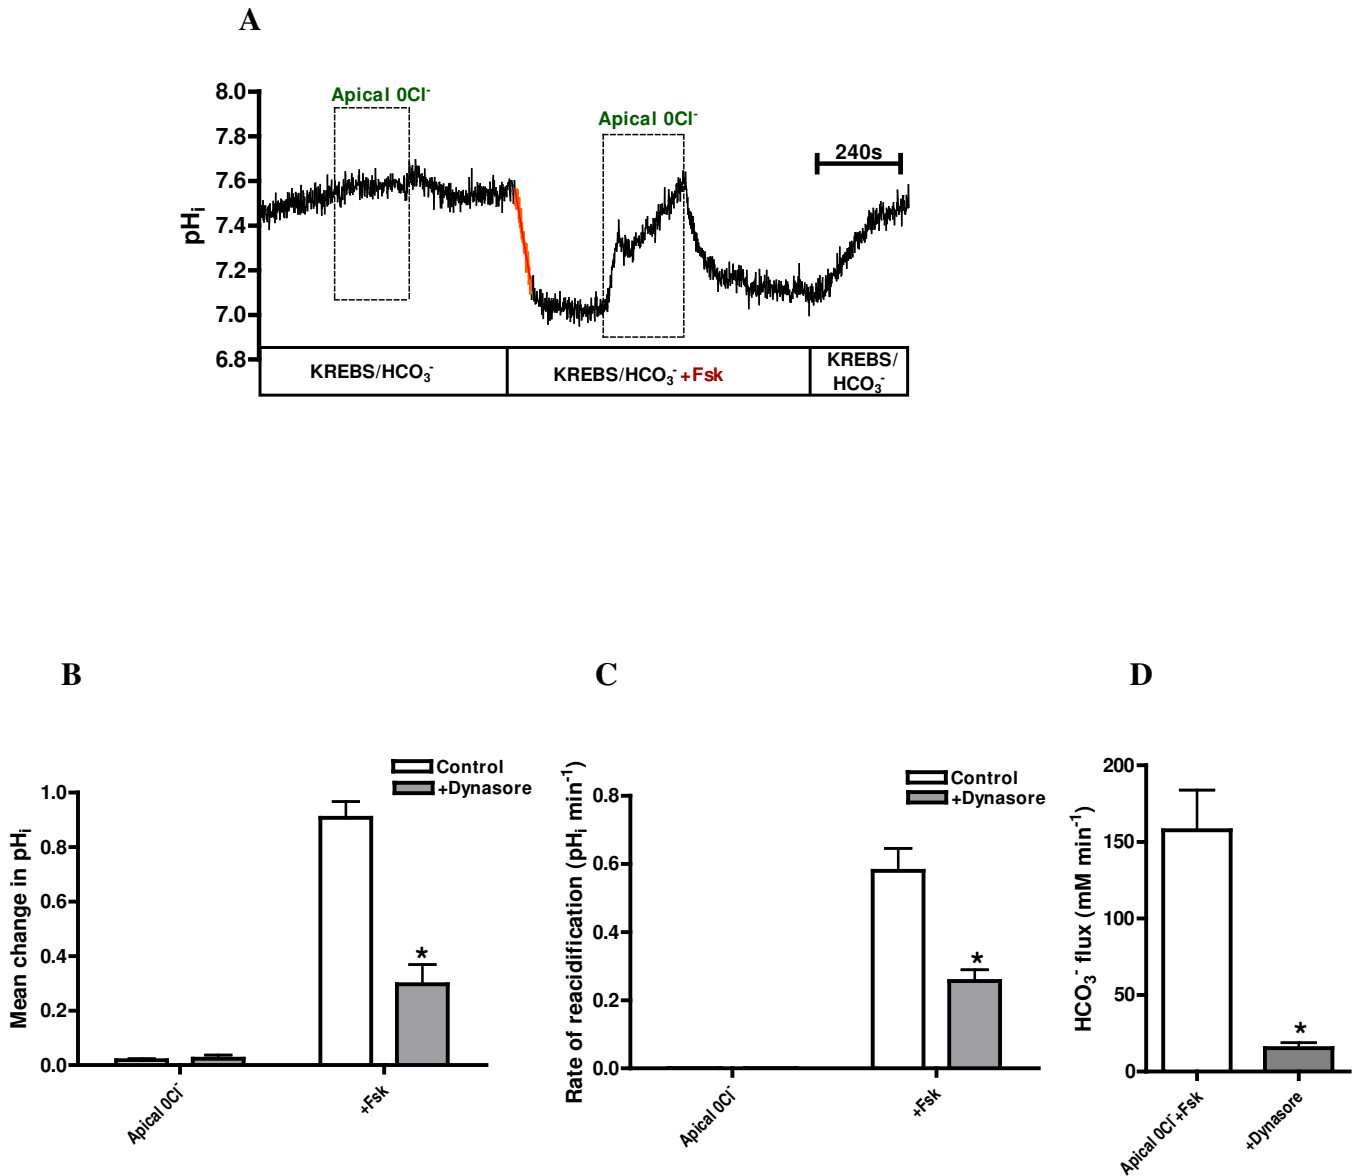 A
8.0
7.8
7.6
7.4
7.2
7.0
6.8
pHi
Apical 0Cl-
Apical 0Cl-
240s
KREBS/HCO3-
KREBS/HCO3- +Fsk
KREBS/
HCO3-
B
Control
+Dynasore
1.0
0.8
0.6
0.4
0.2
0.0
Mean change in pHi
*
Apical 0Cl-
+Fsk
C
Control
+Dynasore
0.8
0.6
0.4
0.2
0.0
Rate of reacidification (pHi min-1)
*
Apical 0Cl-
+Fsk
D
200
150
100
50
0
HCO3- flux (mM min-1)
*
Apical 0Cl-+Fsk
+Dynasore